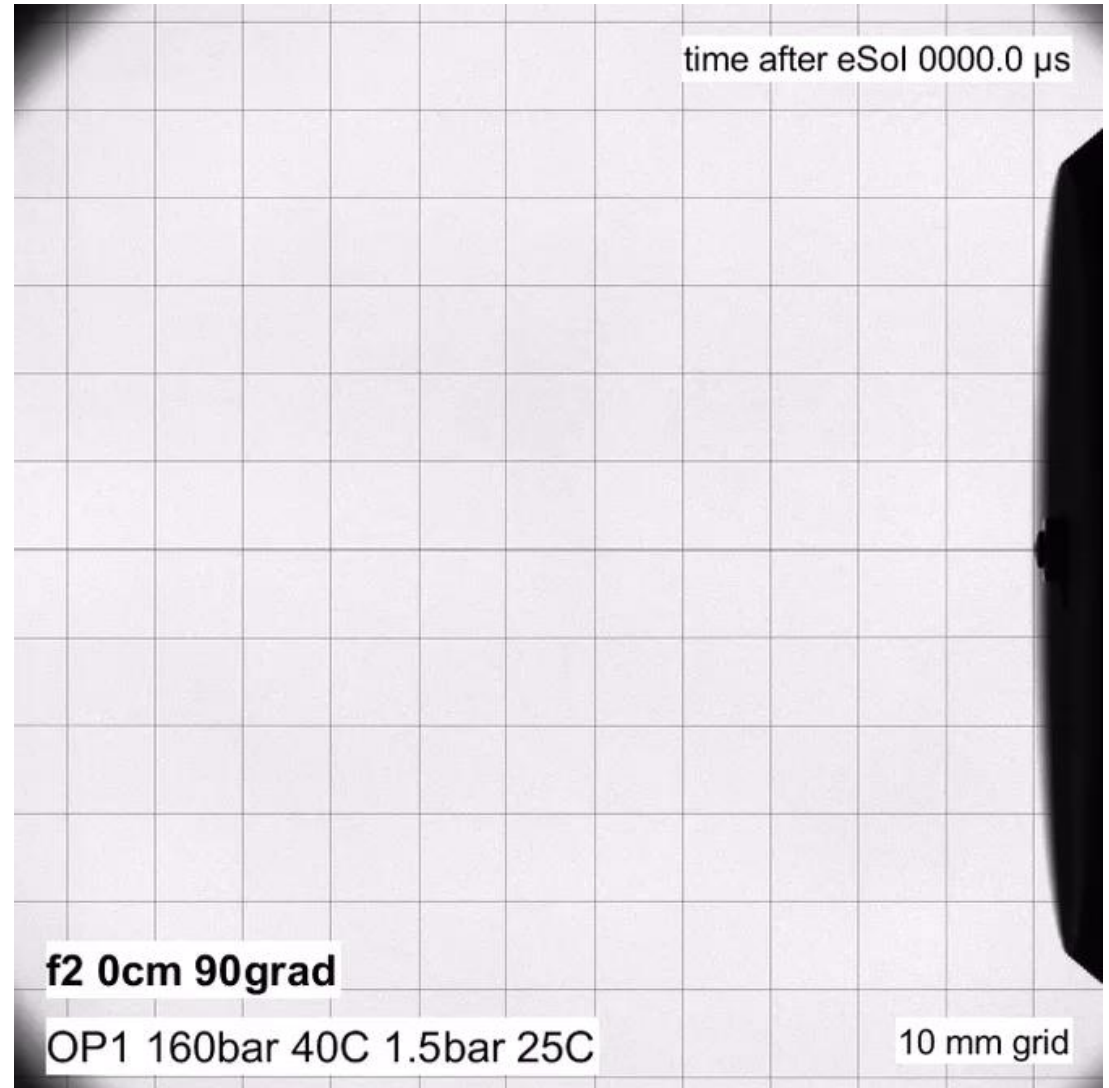 time after eSol 0000.0 µs
f2 0cm 90grad
OP1 160bar 40C 1.5bar 25C
10 mm grid